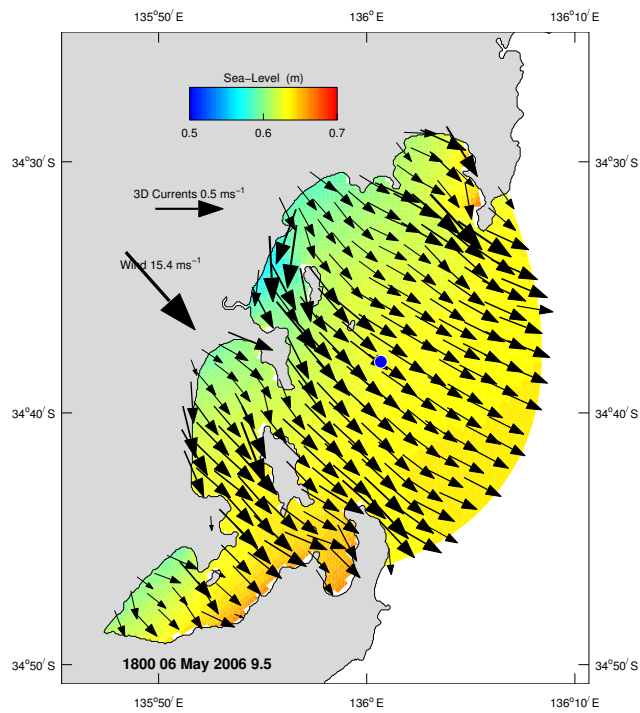 135°50′ E 136°E 136°10′ E
Sea−Level (m)
0.5 0.6 0.7
34°30′ S 34°30′ S
3D Currents 0.5 ms⁻¹
Wind 15.4 ms⁻¹
34°40′ S 34°40′ S
1800 06 May 2006 9.5
34°50′ S 34°50′ S
135°50′ E 136°E 136°10′ E